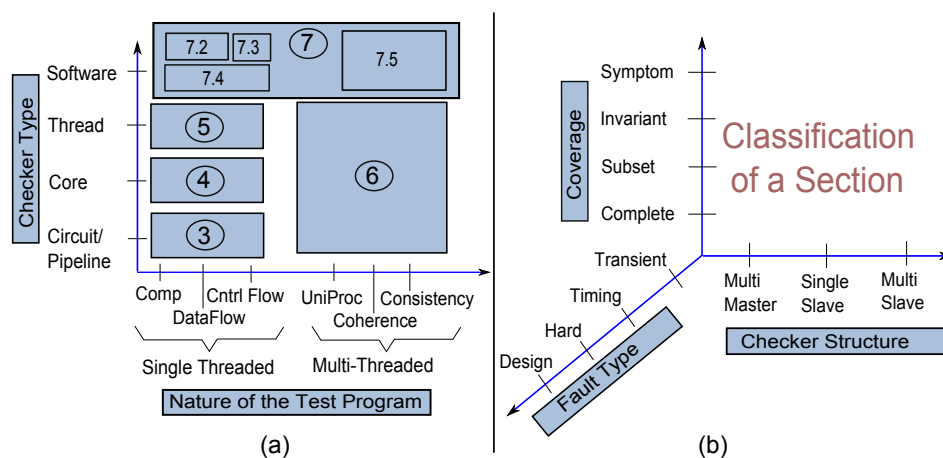 7.2
7.3
7
7.5
7.4
Software
Thread
5
Core
4
6
Circuit/
Pipeline
3
Checker Type
Comp
Cntrl Flow
DataFlow
UniProc
Consistency
Coherence
Single Threaded
Multi-Threaded
Nature of the Test Program
(a)
Symptom
Invariant
Subset
Complete
Coverage
Classification
of a Section
Transient
Timing
Hard
Design
Fault Type
Multi
Master
Single
Slave
Multi
Slave
Checker Structure
(b)